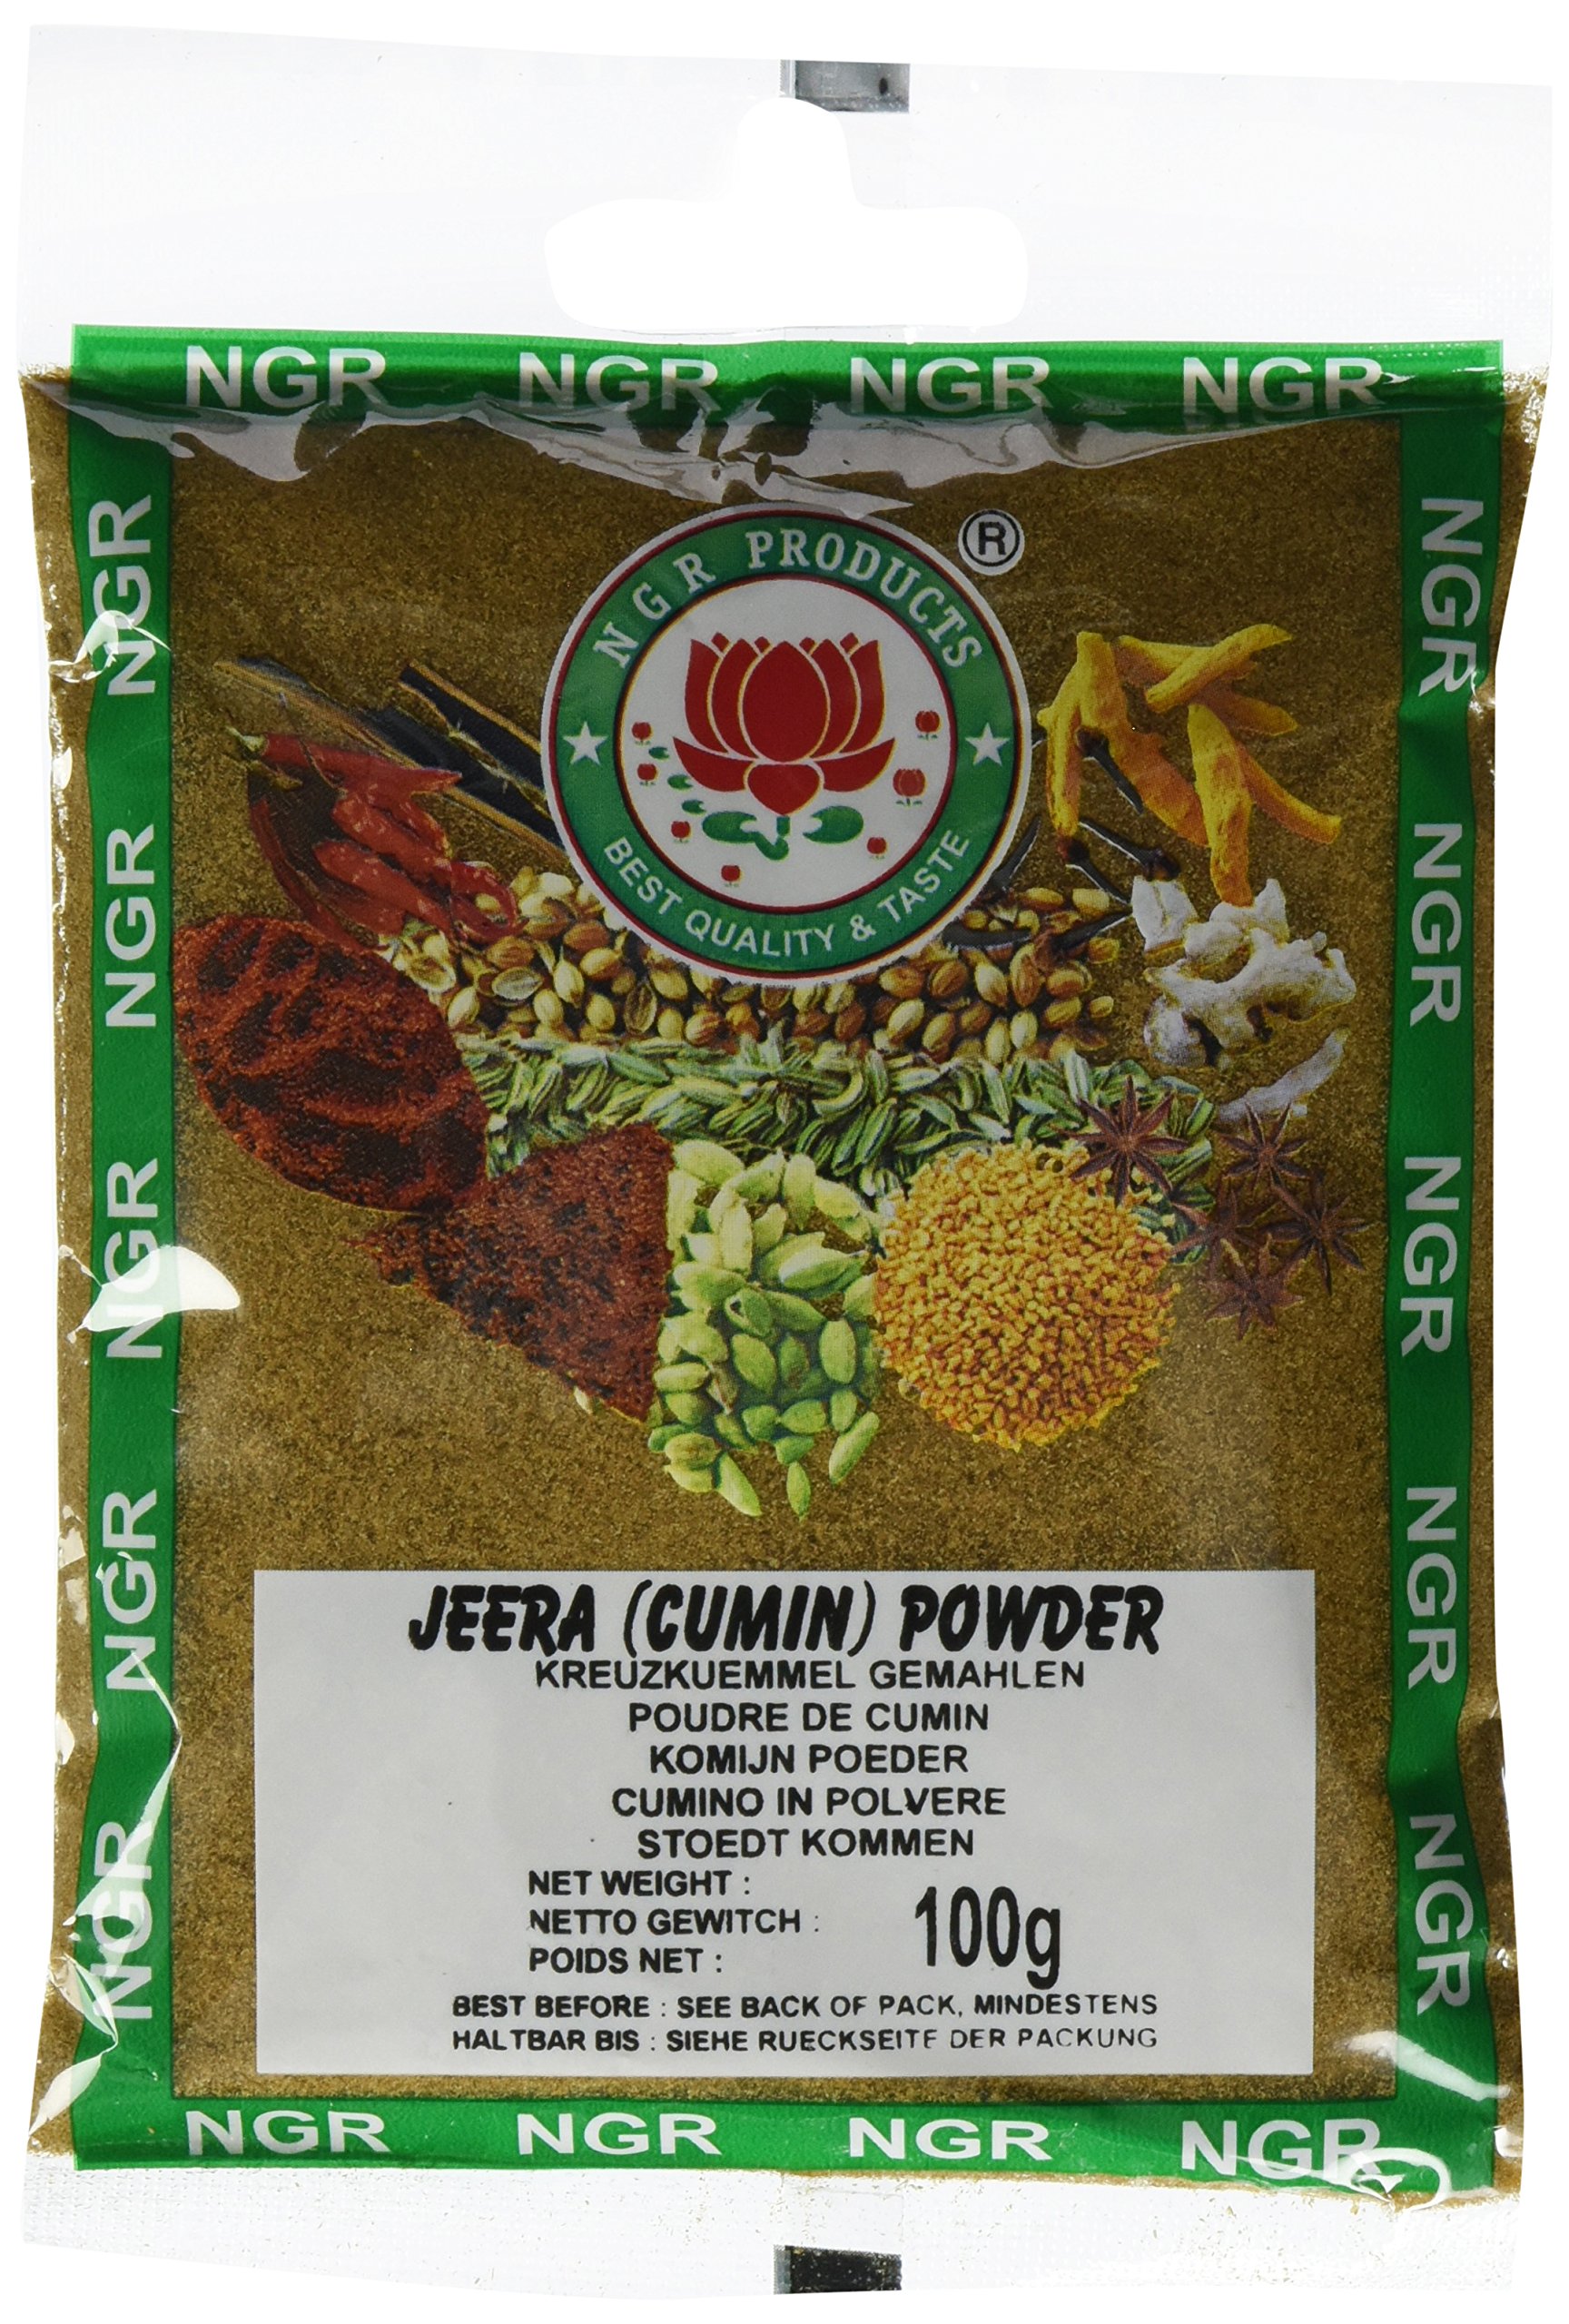 NGR NGR NGR NGR
NGR PRODUCTS
®
BEST QUALITY & TASTE
NGR
NGR
NGR
NGR
NGR
NGR
NGR
NGR
NGR
NGR
JEERA (CUMIN) POWDER
KREUZKUEMMEL GEMAHLEN
POUDRE DE CUMIN
KOMIJN POEDER
CUMINO IN POLVERE
STOEDT KOMMEN
NET WEIGHT :
NETTO GEWITCH : 100g
POIDS NET :
BEST BEFORE : SEE BACK OF PACK, MINDESTENS
HALTBAR BIS : SIEHE RUECKSEITE DER PACKUNG
NGR NGR NGR NGR